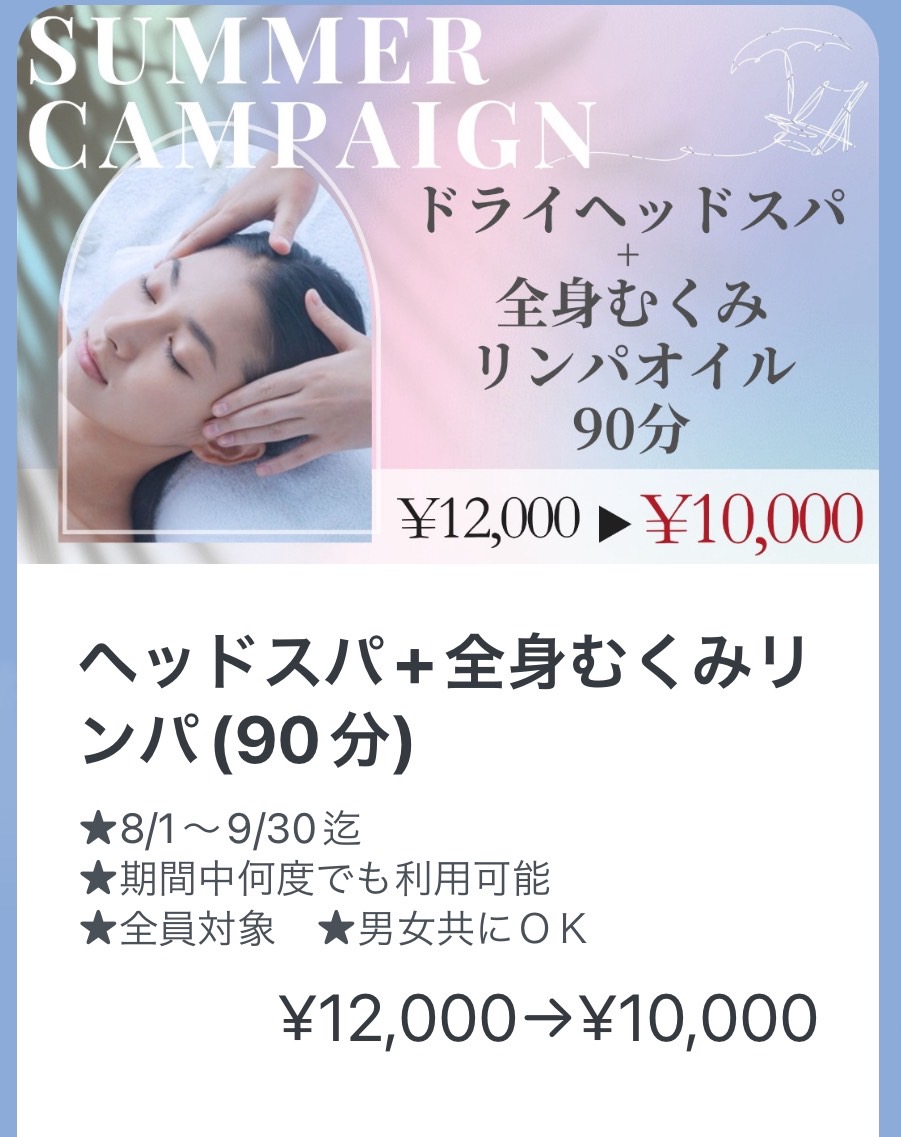 SUMMER
CAMPAIGN
ドライヘッドスパ
+
全身むくみ
リンパオイル
90分
¥12,000 ▶ ¥10,000
ヘッドスパ+全身むくみリ
ンパ(90分)
★8/1〜9/30迄
★期間中何度でも利用可能
★全員対象　★男女共にＯＫ
¥12,000→¥10,000